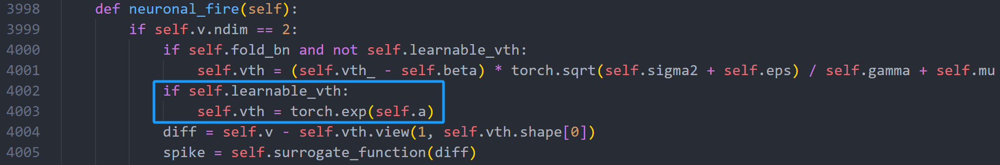 3998 def neuronal_fire(self):
3999 if self.v.ndim == 2:
4000 if self.fold_bn and not self.learnable_vth:
4001 self.vth = (self.vth_ - self.beta) * torch.sqrt(self.sigma2 + self.eps) / self.gamma + self.mu
4002 if self.learnable_vth:
4003 self.vth = torch.exp(self.a)
4004 diff = self.v - self.vth.view(1, self.vth.shape[0])
4005 spike = self.surrogate_function(diff)